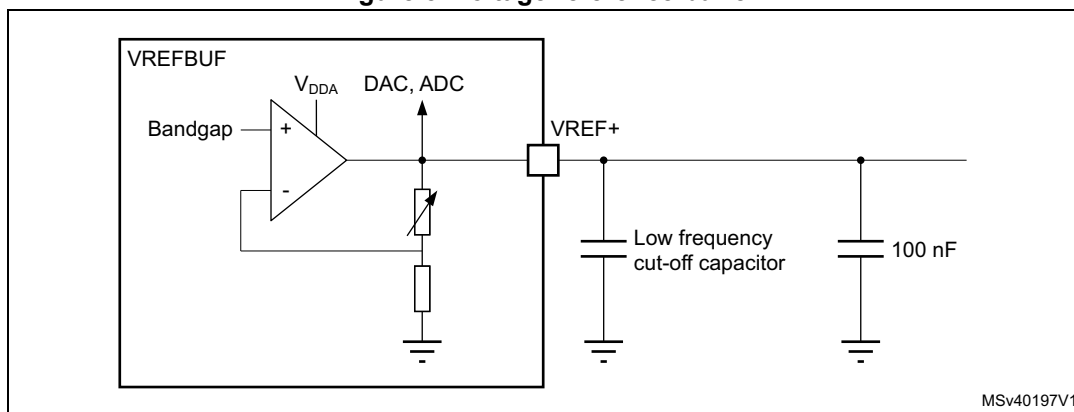 VREFBUF
VDDA
DAC, ADC
Bandgap
+
-
VREF+
Low frequency
cut-off capacitor
100 nF
MSv40197V1